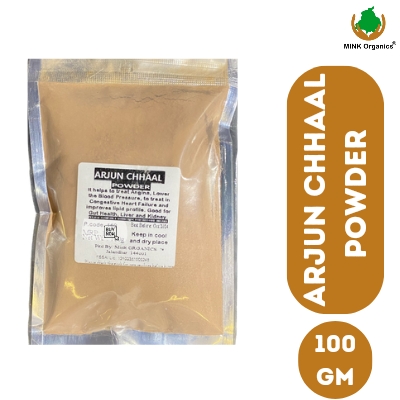 MINK Organics®
ARJUN CHHAAL
POWDER
It helps to treat Angina, Lower
the Blood Pressure, to treat in
Congestive Heart Failure and
improves lipid profile. Good for
Gut Health, Liver and Kidney.
BUY
NOW
Keep in cool
and dry place
ARJUN CHHAAL
POWDER
100
GM